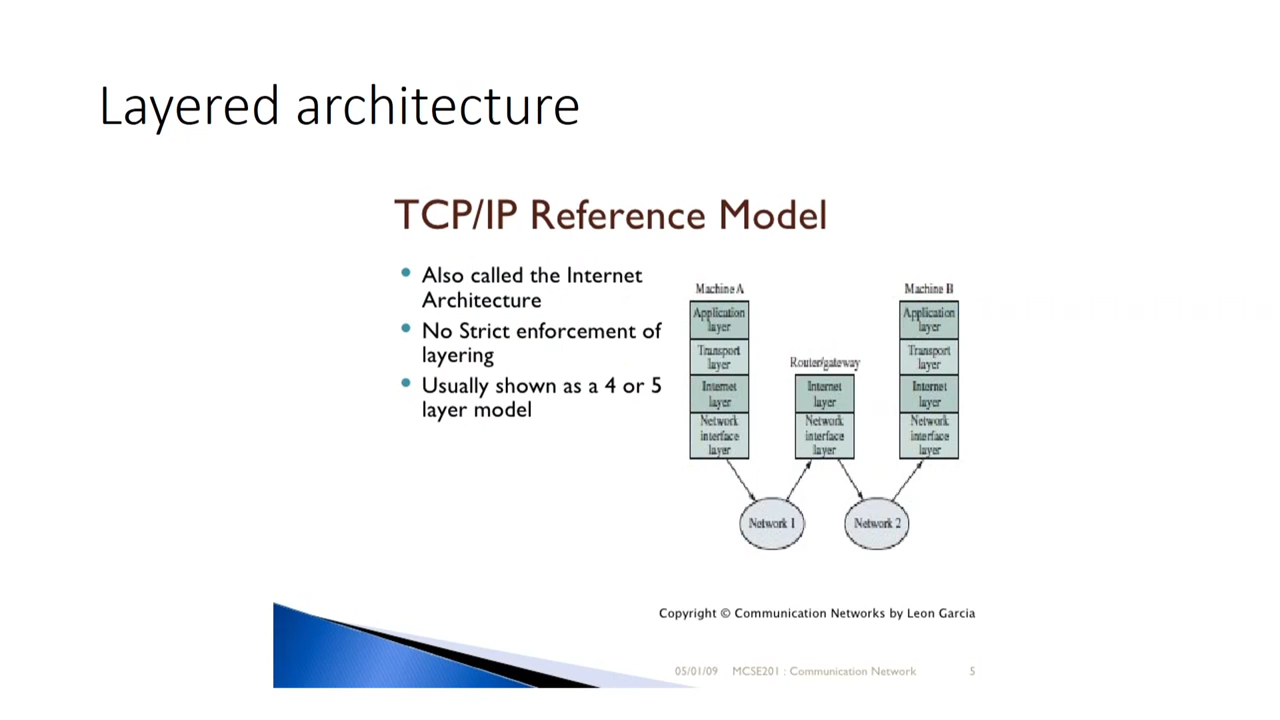 Layered architecture
TCP/IP Reference Model
• Also called the Internet
Architecture
• No Strict enforcement of
layering
• Usually shown as a 4 or 5
layer model
Machine A
Application
layer
Transport
layer
Internet
layer
Network
interface
layer
Router/gateway
Internet
layer
Network
interface
layer
Machine B
Application
layer
Transport
layer
Internet
layer
Network
interface
layer
Network 1
Network 2
Copyright © Communication Networks by Leon Garcia
05/01/09 MCSE201 : Communication Network 5